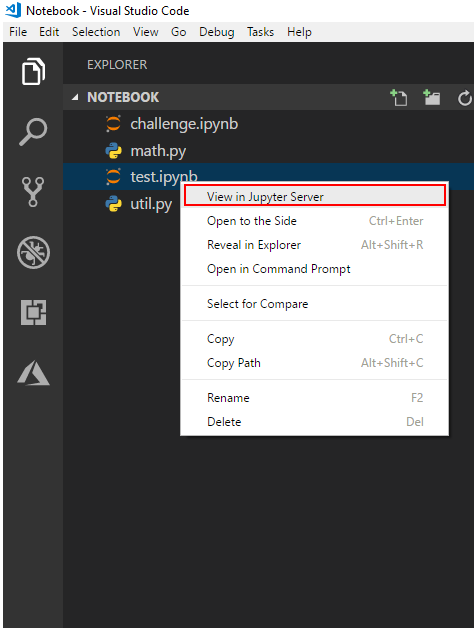 Notebook - Visual Studio Code
File Edit Selection View Go Debug Tasks Help
EXPLORER
NOTEBOOK
challenge.ipynb
math.py
test.ipynb
util.py
View in Jupyter Server
Open to the Side Ctrl+Enter
Reveal in Explorer Alt+Shift+R
Open in Command Prompt
Select for Compare
Copy Ctrl+C
Copy Path Alt+Shift+C
Rename F2
Delete Del